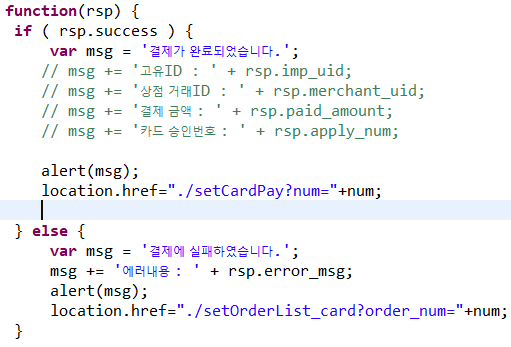 function(rsp) {
if ( rsp.success ) {
var msg = '결제가 완료되었습니다.';
// msg += '고유ID : ' + rsp.imp_uid;
// msg += '상점 거래ID : ' + rsp.merchant_uid;
// msg += '결제 금액 : ' + rsp.paid_amount;
// msg += '카드 승인번호 : ' + rsp.apply_num;
alert(msg);
location.href="./setCardPay?num="+num;
} else {
var msg = '결제에 실패하였습니다.';
msg += '에러내용 : ' + rsp.error_msg;
alert(msg);
location.href="./setOrderList_card?order_num="+num;
}